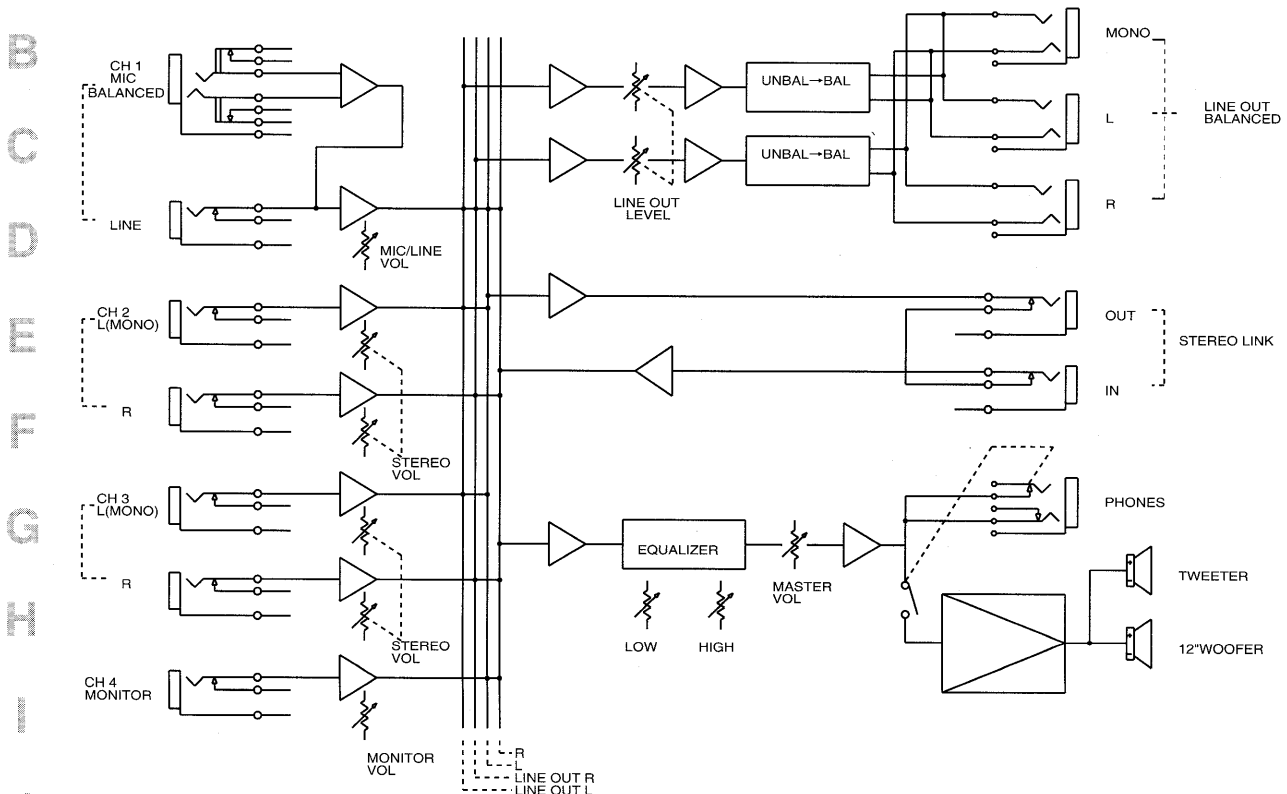 B
C
D
E
F
G
H
I
CH 1
MIC
BALANCED
LINE
MIC/LINE
VOL
CH 2
L(MONO)
R
STEREO
VOL
CH 3
L(MONO)
R
STEREO
VOL
CH 4
MONITOR
MONITOR
VOL
R
L
LINE OUT R
LINE OUT L
UNBAL→BAL
UNBAL→BAL
LINE OUT
LEVEL
MONO
L
R
LINE OUT
BALANCED
OUT
IN
STEREO LINK
EQUALIZER
LOW
HIGH
MASTER
VOL
PHONES
TWEETER
12"WOOFER